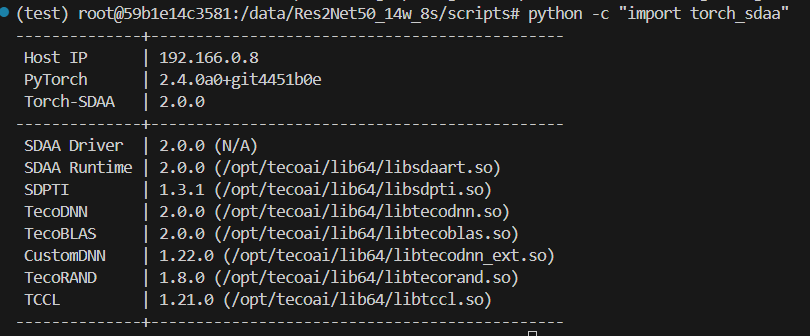 (test) root@59b1e14c3581:/data/Res2Net50_14w_8s/scripts# python -c "import torch_sdaa"
--------------+----------------------------------------------
 Host IP      | 192.166.0.8
 PyTorch      | 2.4.0a0+git4451b0e
 Torch-SDAA   | 2.0.0
--------------+----------------------------------------------
 SDAA Driver  | 2.0.0 (N/A)
 SDAA Runtime | 2.0.0 (/opt/tecoai/lib64/libsdaart.so)
 SDPTI        | 1.3.1 (/opt/tecoai/lib64/libsdpti.so)
 TecoDNN      | 2.0.0 (/opt/tecoai/lib64/libtecodnn.so)
 TecoBLAS     | 2.0.0 (/opt/tecoai/lib64/libtecoblas.so)
 CustomDNN    | 1.22.0 (/opt/tecoai/lib64/libtecodnn_ext.so)
 TecoRAND     | 1.8.0 (/opt/tecoai/lib64/libtecorand.so)
 TCCL         | 1.21.0 (/opt/tecoai/lib64/libtccl.so)
--------------+----------------------------------------------